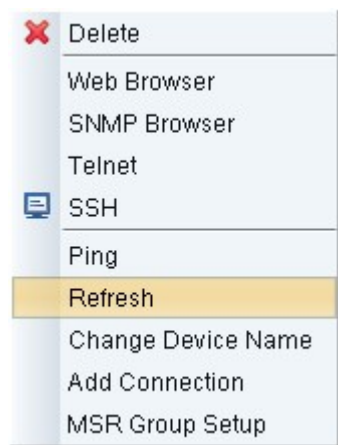 Delete
Web Browser
SNMP Browser
Telnet
SSH
Ping
Refresh
Change Device Name
Add Connection
MSR Group Setup